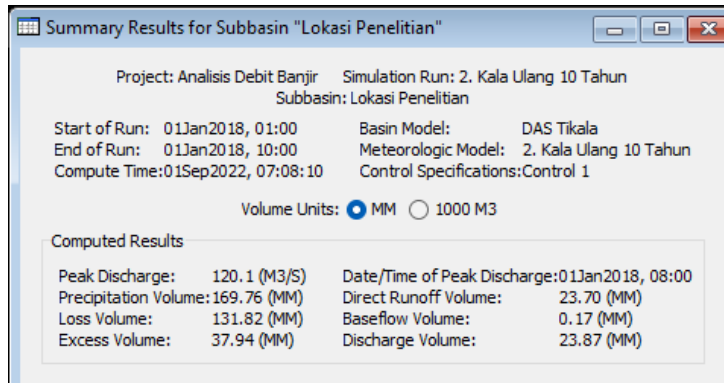 Summary Results for Subbasin "Lokasi Penelitian"
Project: Analisis Debit Banjir Simulation Run: 2. Kala Ulang 10 Tahun
Subbasin: Lokasi Penelitian
Start of Run: 01Jan2018, 01:00 Basin Model: DAS Tikala
End of Run: 01Jan2018, 10:00 Meteorologic Model: 2. Kala Ulang 10 Tahun
Compute Time:01Sep2022, 07:08:10 Control Specifications:Control 1
Volume Units: MM 1000 M3
Computed Results
Peak Discharge: 120.1 (M3/S) Date/Time of Peak Discharge:01Jan2018, 08:00
Precipitation Volume:169.76 (MM) Direct Runoff Volume: 23.70 (MM)
Loss Volume: 131.82 (MM) Baseflow Volume: 0.17 (MM)
Excess Volume: 37.94 (MM) Discharge Volume: 23.87 (MM)